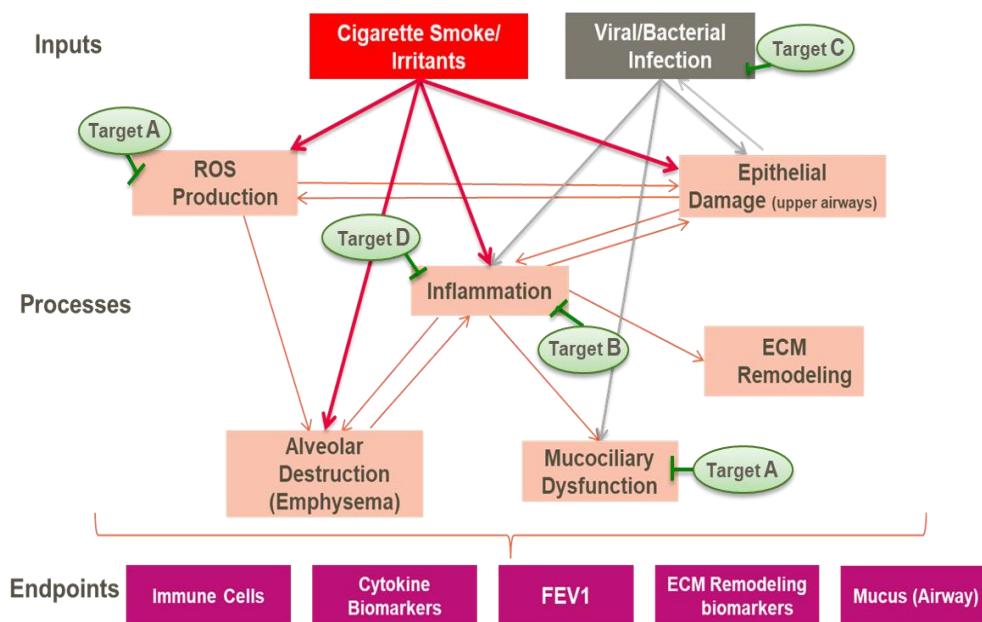 Inputs
Cigarette Smoke/
Irritants
Viral/Bacterial
Infection
Target C
Target A
ROS
Production
Epithelial
Damage (upper airways)
Target D
Processes
Inflammation
Target B
ECM
Remodeling
Alveolar
Destruction
(Emphysema)
Mucociliary
Dysfunction
Target A
Endpoints
Immune Cells
Cytokine
Biomarkers
FEV1
ECM Remodeling
biomarkers
Mucus (Airway)